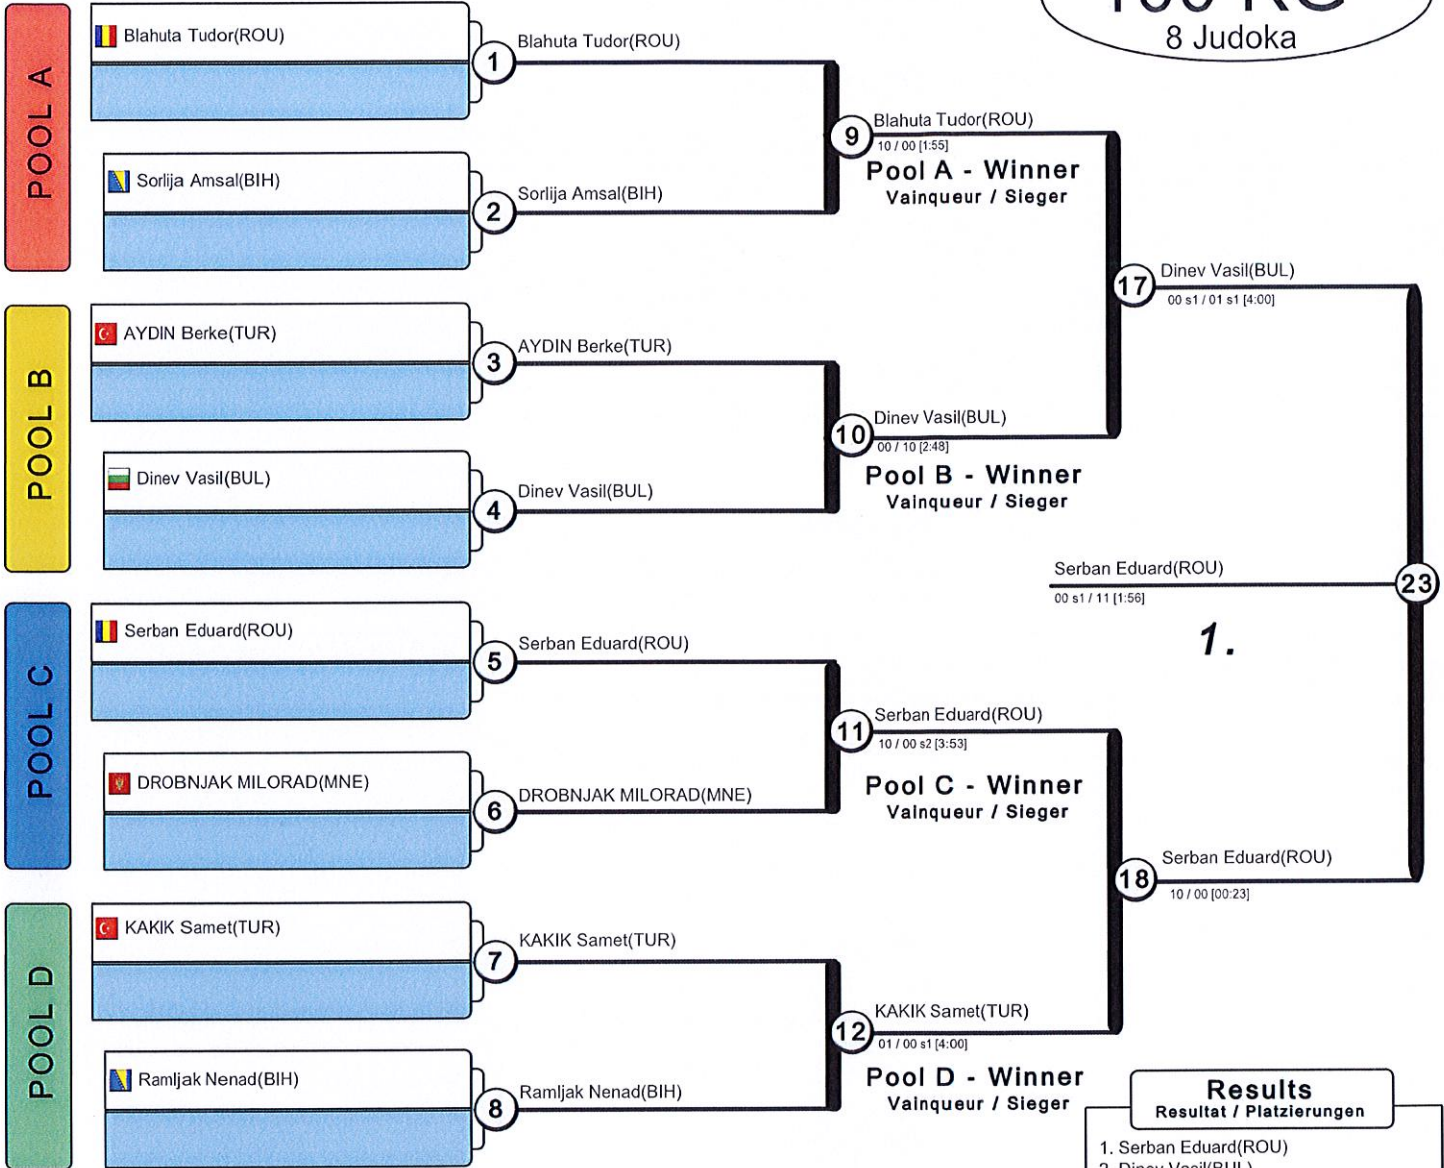 100 KG
8 Judoka
POOL A
Blahuta Tudor(ROU)
1
Blahuta Tudor(ROU)
Sorlija Amsal(BIH)
2
Sorlija Amsal(BIH)
9
Blahuta Tudor(ROU)
10 / 00 [1:55]
Pool A - Winner
Vainqueur / Sieger
POOL B
AYDIN Berke(TUR)
3
AYDIN Berke(TUR)
Dinev Vasil(BUL)
4
Dinev Vasil(BUL)
10
Dinev Vasil(BUL)
00 / 10 [2:48]
Pool B - Winner
Vainqueur / Sieger
17
Dinev Vasil(BUL)
00 s1 / 01 s1 [4:00]
Serban Eduard(ROU)
00 s1 / 11 [1:56]
23
1.
POOL C
Serban Eduard(ROU)
5
Serban Eduard(ROU)
DROBNJAK MILORAD(MNE)
6
DROBNJAK MILORAD(MNE)
11
Serban Eduard(ROU)
10 / 00 s2 [3:53]
Pool C - Winner
Vainqueur / Sieger
18
Serban Eduard(ROU)
10 / 00 [00:23]
POOL D
KAKIK Samet(TUR)
7
KAKIK Samet(TUR)
Ramljak Nenad(BIH)
8
Ramljak Nenad(BIH)
12
KAKIK Samet(TUR)
01 / 00 s1 [4:00]
Pool D - Winner
Vainqueur / Sieger
Results
Resultat / Platzierungen
1. Serban Eduard(ROU)
2. Dinev Vasil(BUL)